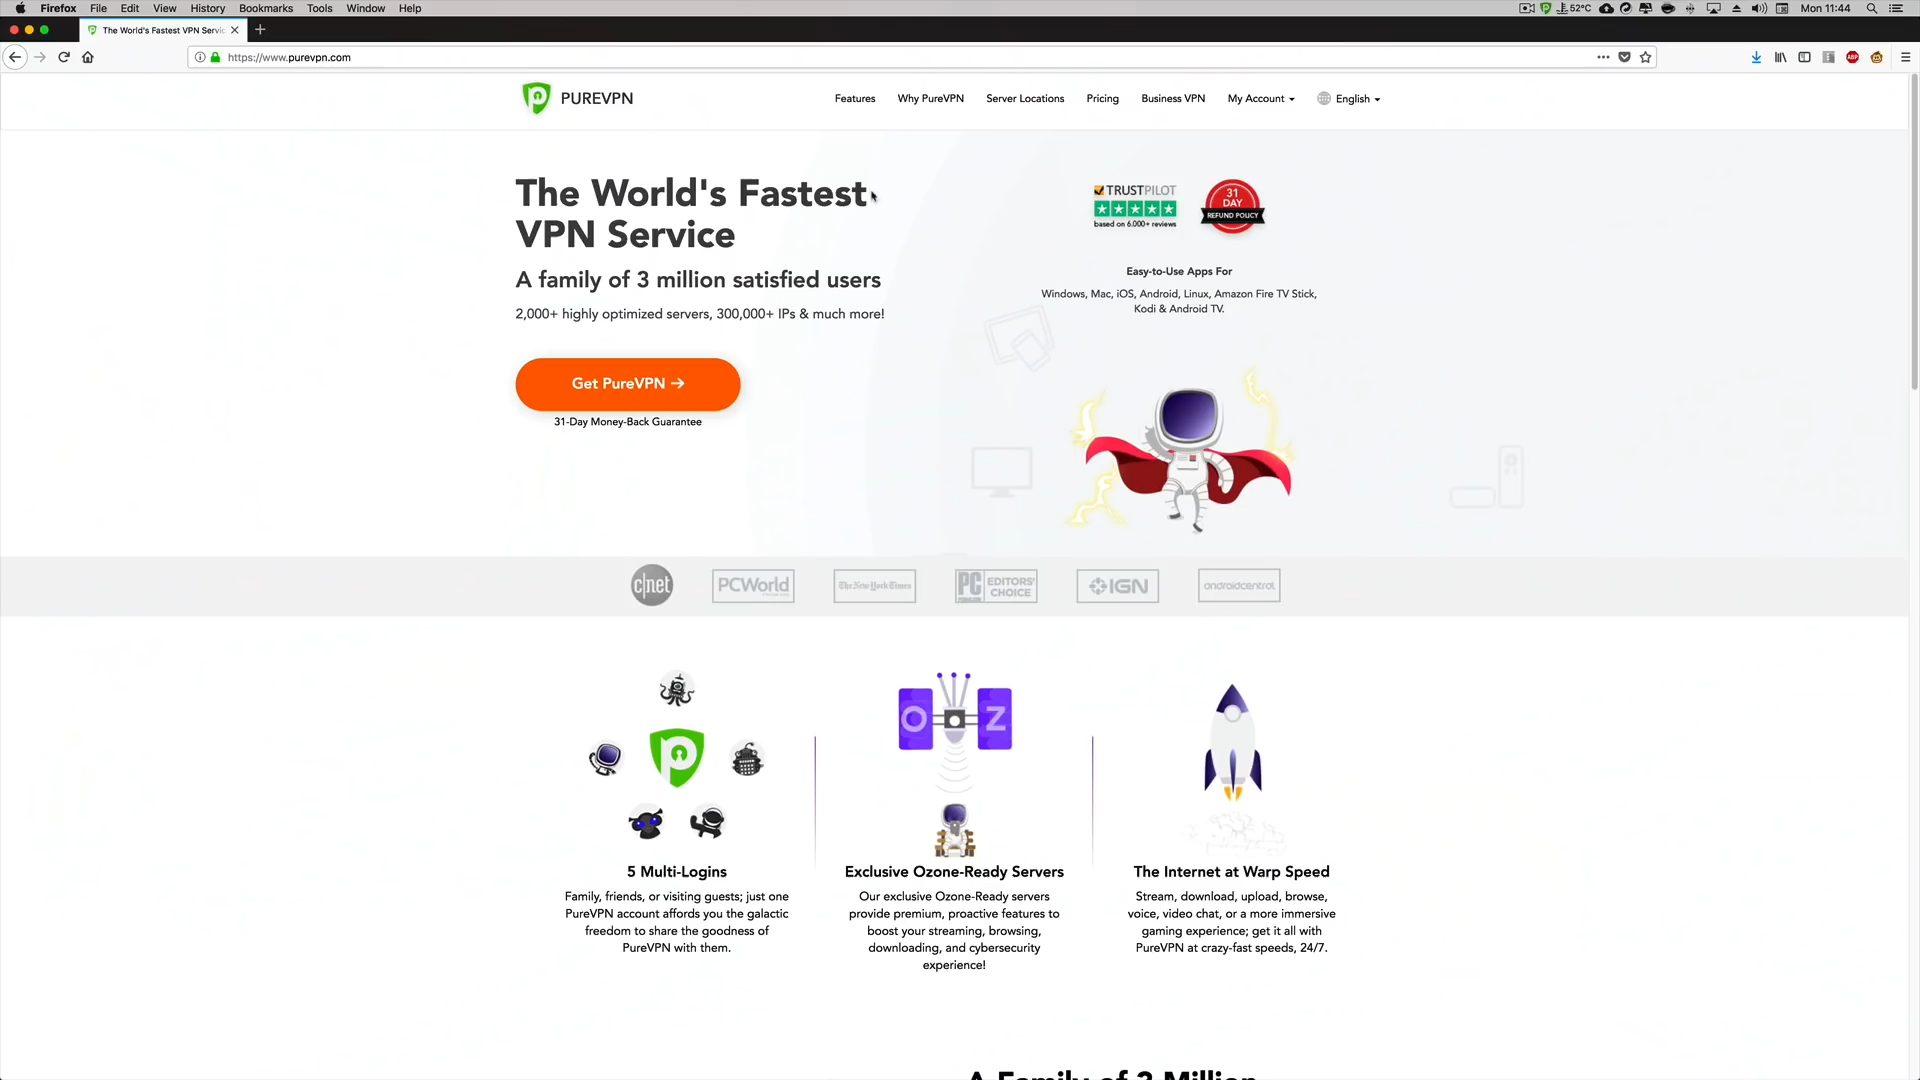 Firefox File Edit View History Bookmarks Tools Window Help
52°C Mon 11:44
The World's Fastest VPN Servic
https://www.purevpn.com
PUREVPN
Features Why PureVPN Server Locations Pricing Business VPN My Account English
The World's Fastest
VPN Service
A family of 3 million satisfied users
2,000+ highly optimized servers, 300,000+ IPs & much more!
Get PureVPN →
31-Day Money-Back Guarantee
TRUSTPILOT
based on 6.000+ reviews
31
DAY
REFUND POLICY
Easy-to-Use Apps For
Windows, Mac, iOS, Android, Linux, Amazon Fire TV Stick,
Kodi & Android TV.
c|net
PCWorld
The New York Times
PC EDITORS' CHOICE
IGN
androidcentral
O Z
5 Multi-Logins
Family, friends, or visiting guests; just one
PureVPN account affords you the galactic
freedom to share the goodness of
PureVPN with them.
Exclusive Ozone-Ready Servers
Our exclusive Ozone-Ready servers
provide premium, proactive features to
boost your streaming, browsing,
downloading, and cybersecurity
experience!
The Internet at Warp Speed
Stream, download, upload, browse,
voice, video chat, or a more immersive
gaming experience; get it all with
PureVPN at crazy-fast speeds, 24/7.
A Family of 3 Million